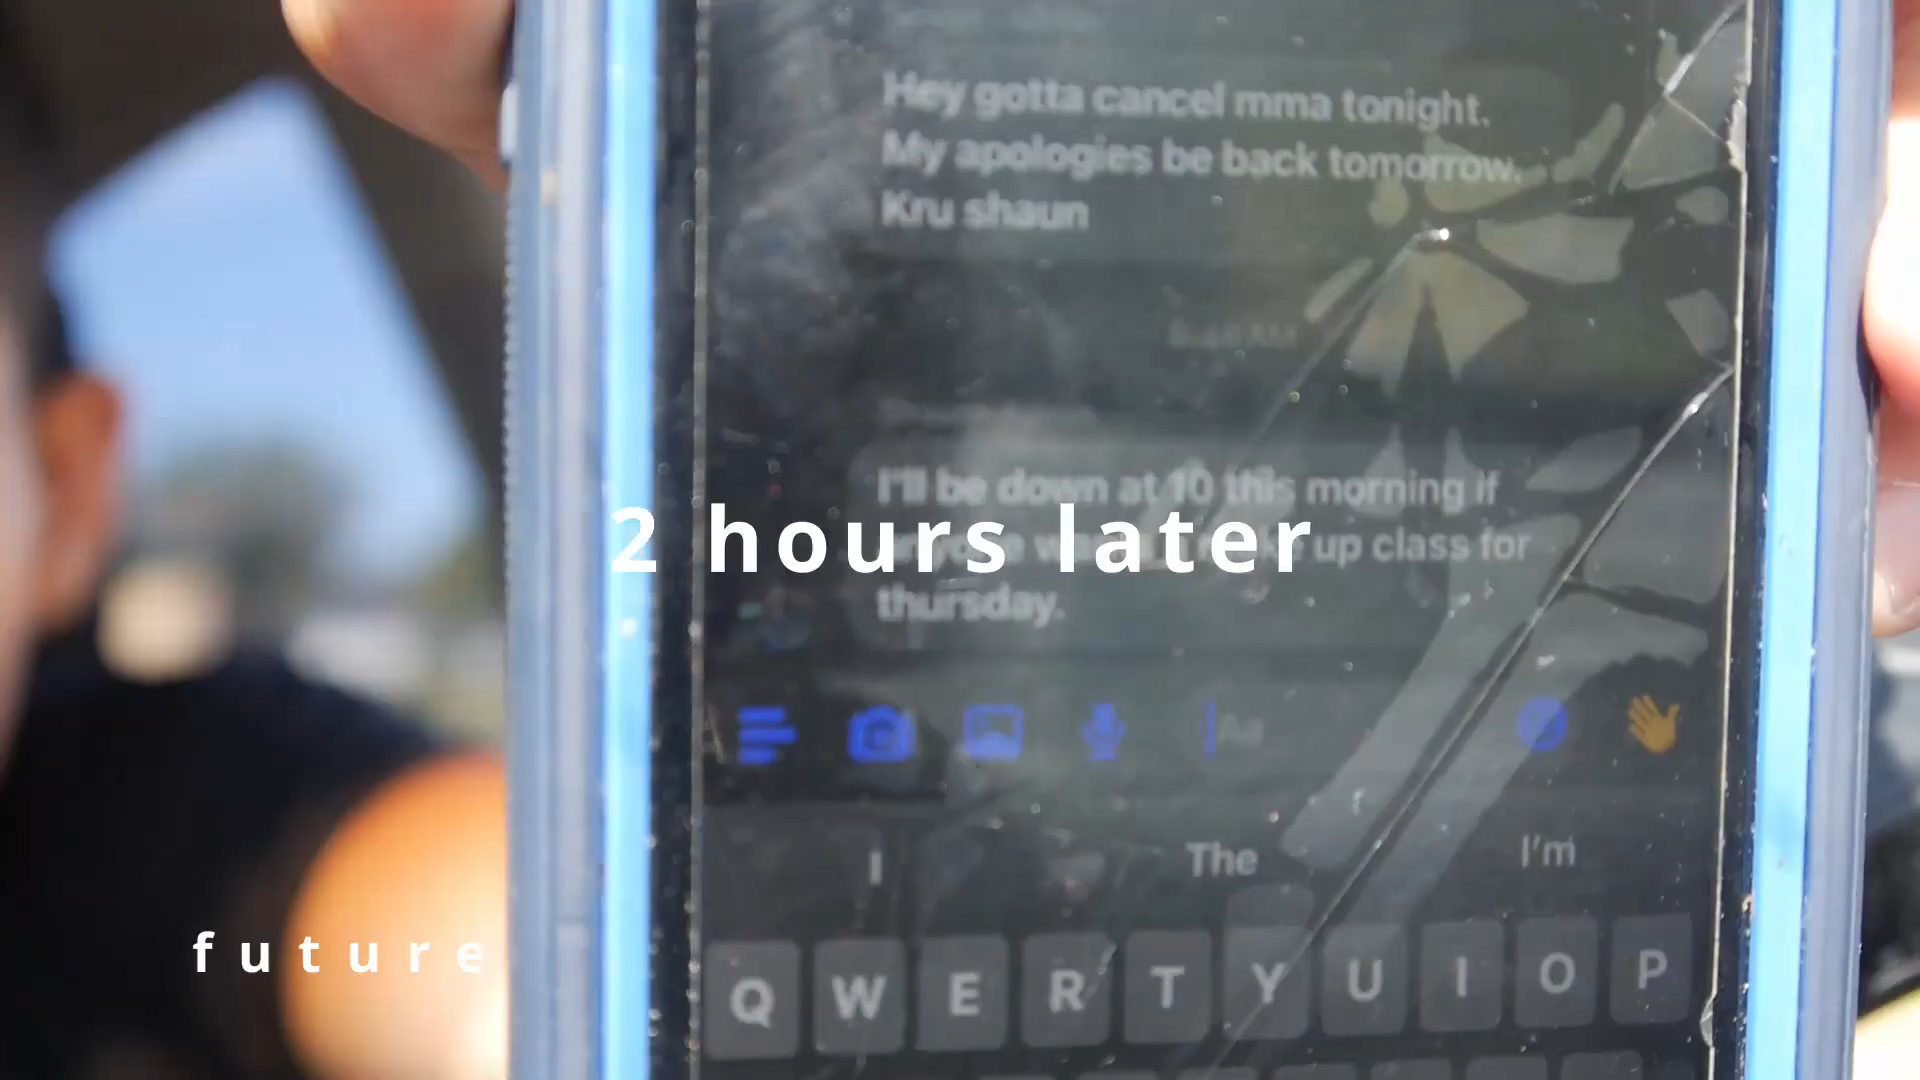 Hey gotta cancel mma tonight.
My apologies be back tomorrow.
Kru shaun
I'll be down at 10 this morning if
up class for
thursday.
2 hours later
Aa
I
The
I'm
future
Q W E R T Y U I O P